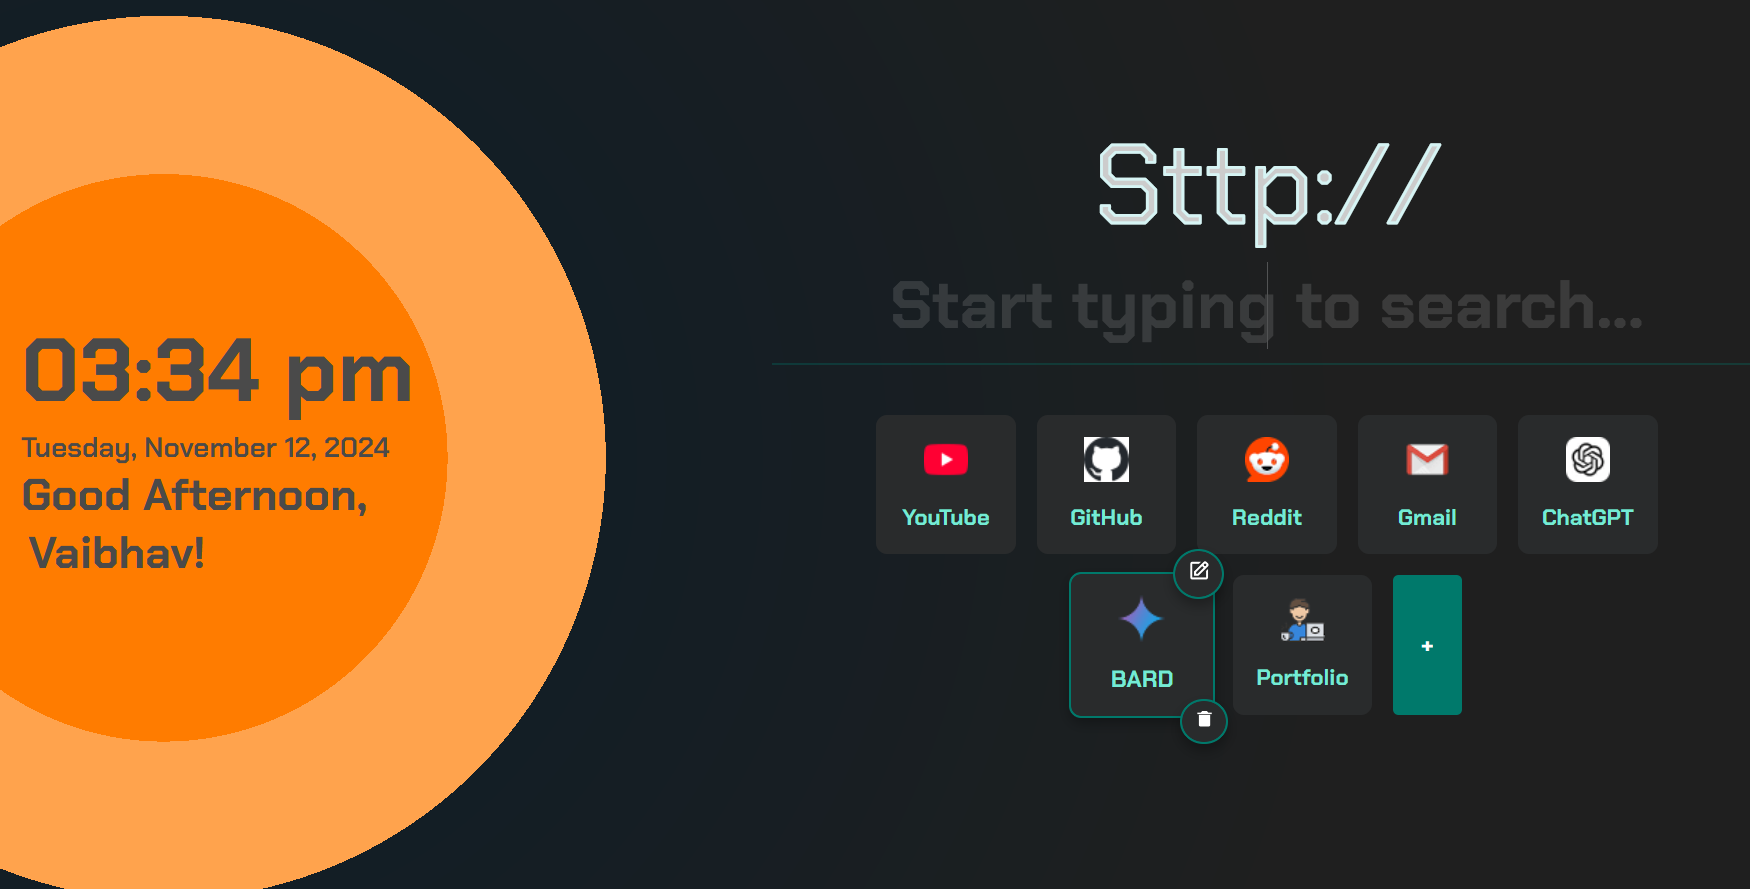 03:34 pm
Tuesday, November 12, 2024
Good Afternoon,
Vaibhav!
Sttp://
Start typing to search...
YouTube
GitHub
Reddit
Gmail
ChatGPT
BARD
Portfolio
+